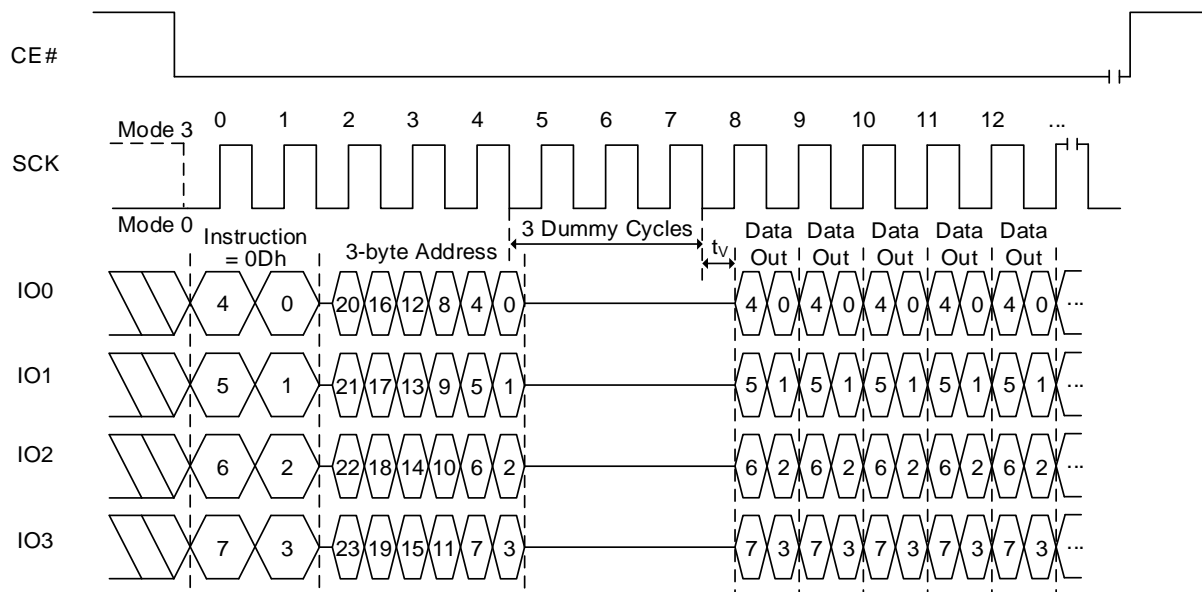 CE#
0 1 2 3 4 5 6 7 8 9 10 11 12 ...
Mode 3
SCK
Mode 0
3 Dummy Cycles
Instruction
= 0Dh
3-byte Address
tV
Data Out Data Out Data Out Data Out Data Out
IO0 4 0 20 16 12 8 4 0 4 0 4 0 4 0 4 0 4 0 ...
IO1 5 1 21 17 13 9 5 1 5 1 5 1 5 1 5 1 5 1 ...
IO2 6 2 22 18 14 10 6 2 6 2 6 2 6 2 6 2 6 2 ...
IO3 7 3 23 19 15 11 7 3 7 3 7 3 7 3 7 3 7 3 ...